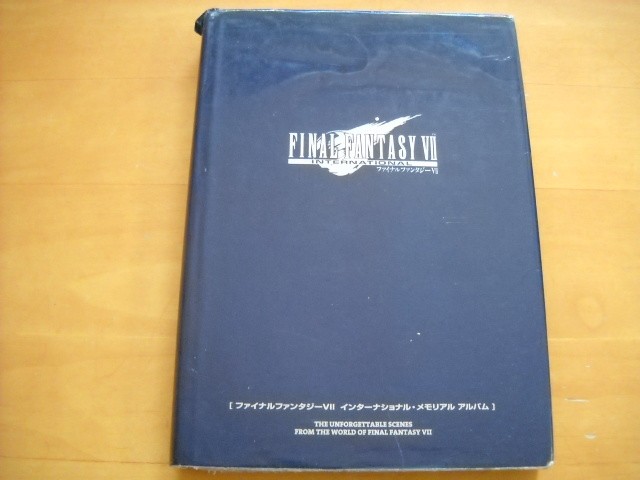 FINAL FANTASY VII
INTERNATIONAL
ファイナルファンタジーVII
[ ファイナルファンタジーVII インターナショナル・メモリアル アルバム ]
THE UNFORGETTABLE SCENES
FROM THE WORLD OF FINAL FANTASY VII